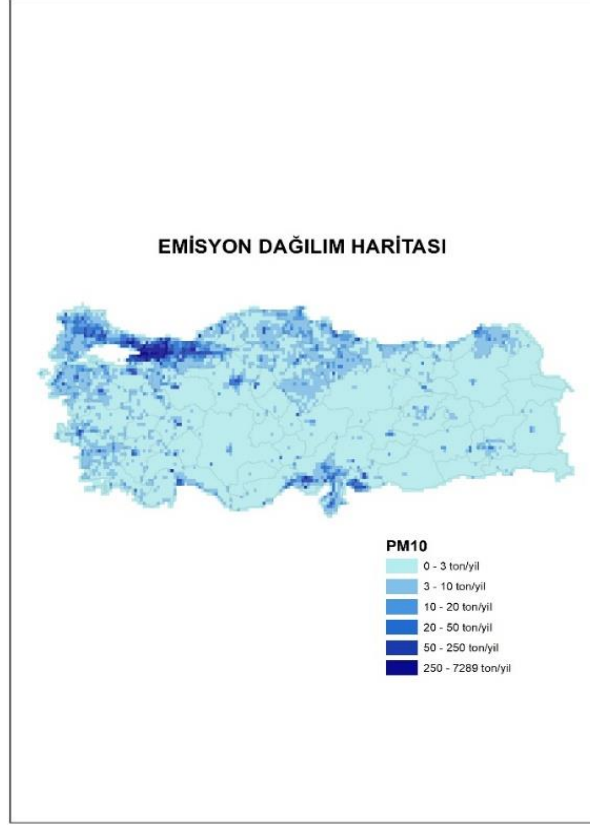 EMİSYON DAĞILIM HARİTASI
PM10
0 - 3 ton/yil
3 - 10 ton/yil
10 - 20 ton/yil
20 - 50 ton/yil
50 - 250 ton/yil
250 - 7289 ton/yil